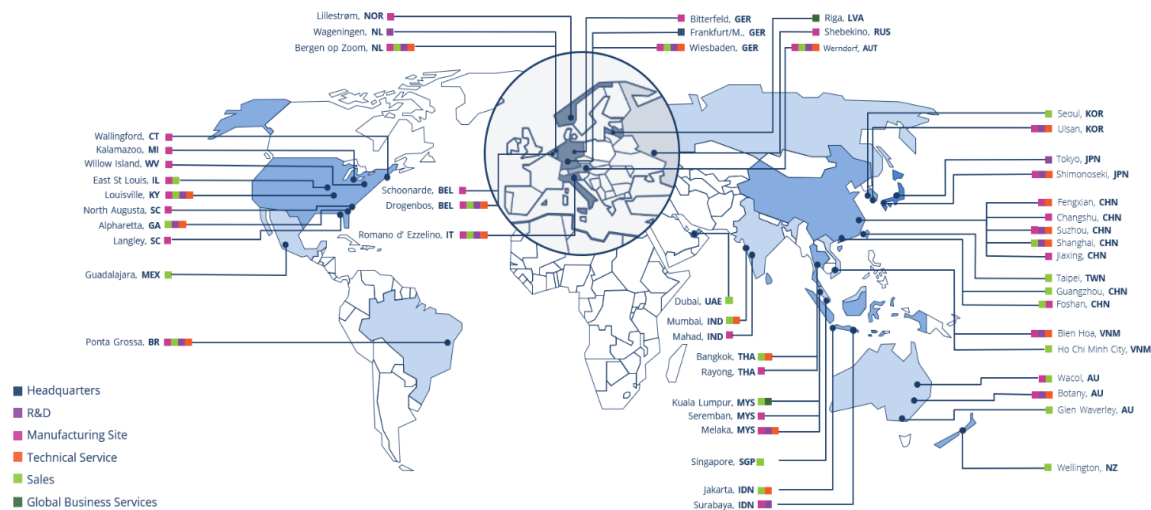 Lillestrøm, NOR
Wageningen, NL
Bergen op Zoom, NL
Bitterfeld, GER
Frankfurt/M., GER
Wiesbaden, GER
Riga, LVA
Shebekino, RUS
Werndorf, AUT
Wallingford, CT
Kalamazoo, MI
Willow Island, WV
East St Louis, IL
Louisville, KY
North Augusta, SC
Alpharetta, GA
Langley, SC
Guadalajara, MEX
Ponta Grossa, BR
Schoonarde, BEL
Drogenbos, BEL
Romano d' Ezzelino, IT
Dubai, UAE
Mumbai, IND
Mahad, IND
Bangkok, THA
Rayong, THA
Kuala Lumpur, MYS
Seremban, MYS
Melaka, MYS
Singapore, SGP
Jakarta, IDN
Surabaya, IDN
Seoul, KOR
Ulsan, KOR
Tokyo, JPN
Shimonoseki, JPN
Fengxian, CHN
Changshu, CHN
Suzhou, CHN
Shanghai, CHN
Jiaxing, CHN
Taipei, TWN
Guangzhou, CHN
Foshan, CHN
Bien Hoa, VNM
Ho Chi Minh City, VNM
Wacol, AU
Botany, AU
Glen Waverley, AU
Wellington, NZ
Headquarters
R&D
Manufacturing Site
Technical Service
Sales
Global Business Services